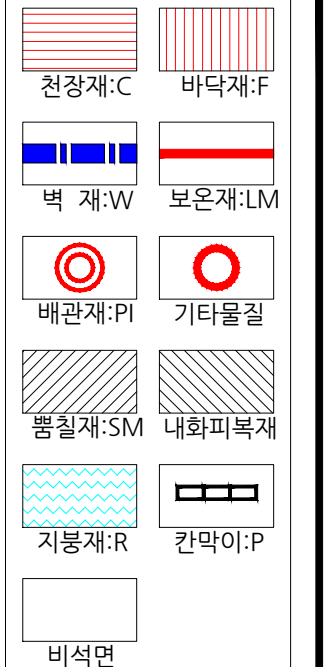 천장재:C 바닥재:F
벽 재:W 보온재:LM
배관재:PI 기타물질
뿜칠재:SM 내화피복재
지붕재:R 칸막이:P
비석면